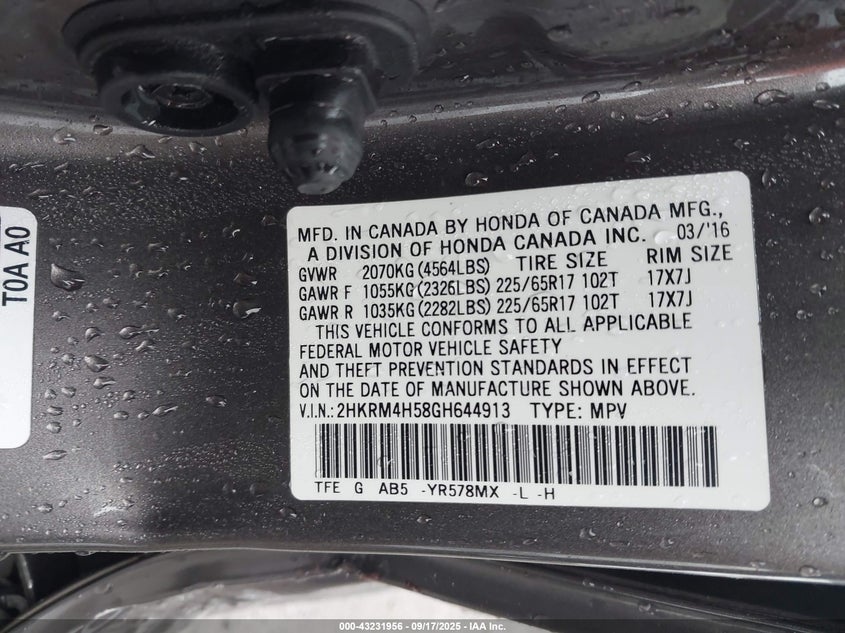 T0A A0
MFD. IN CANADA BY HONDA OF CANADA MFG.,
A DIVISION OF HONDA CANADA INC. 03/'16
GVWR 2070KG (4564LBS) TIRE SIZE RIM SIZE
GAWR F 1055KG (2326LBS) 225/65R17 102T 17X7J
GAWR R 1035KG (2282LBS) 225/65R17 102T 17X7J
THIS VEHICLE CONFORMS TO ALL APPLICABLE
FEDERAL MOTOR VEHICLE SAFETY
AND THEFT PREVENTION STANDARDS IN EFFECT
ON THE DATE OF MANUFACTURE SHOWN ABOVE.
V.I.N.: 2HKRM4H58GH644913 TYPE: MPV
TFE G AB5 -YR578MX -L -H
000-43231956 - 09/17/2025 - IAA Inc.